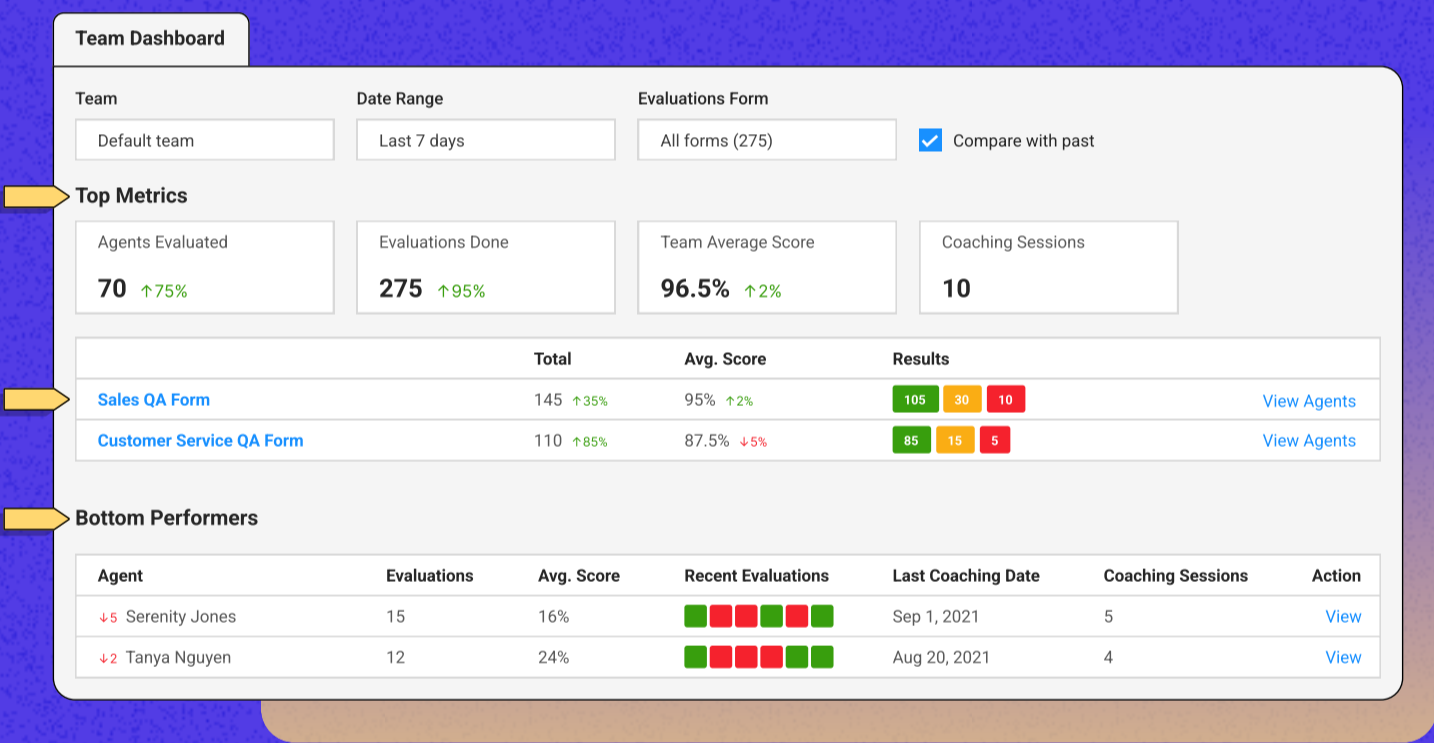 Team Dashboard
Team Date Range Evaluations Form
Default team Last 7 days All forms (275) Compare with past
Top Metrics
Agents Evaluated Evaluations Done Team Average Score Coaching Sessions
70 ↑75% 275 ↑95% 96.5% ↑2% 10
Total Avg. Score Results
Sales QA Form 145 ↑35% 95% ↑2% 105 30 10 View Agents
Customer Service QA Form 110 ↑85% 87.5% ↓5% 85 15 5 View Agents
Bottom Performers
Agent Evaluations Avg. Score Recent Evaluations Last Coaching Date Coaching Sessions Action
↓5 Serenity Jones 15 16% Sep 1, 2021 5 View
↓2 Tanya Nguyen 12 24% Aug 20, 2021 4 View